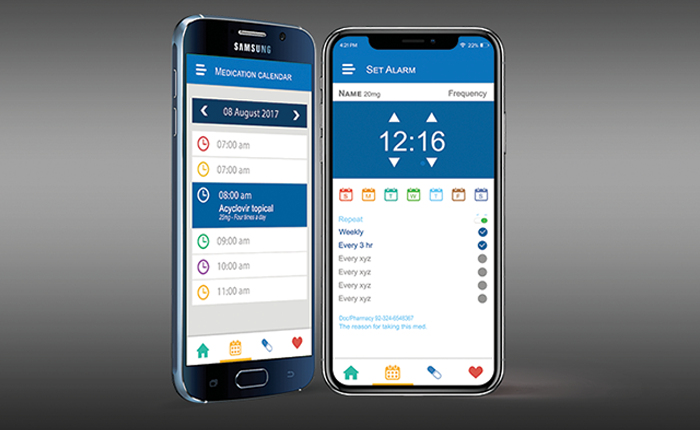 SAMSUNG
MEDICATION CALENDAR
08 August 2017
07:00 am
07:00 am
08:00 am
Acyclovir topical
20mg - Four times a day
09:00 am
10:00 am
11:00 am
4:21 PM 22%
SET ALARM
NAME 20mg Frequency
12:16
S M T W T F S
Repeat
Weekly
Every 3 hr
Every xyz
Every xyz
Every xyz
Every xyz
Doc/Pharmacy 92-324-8548367
The reason for taking this med.